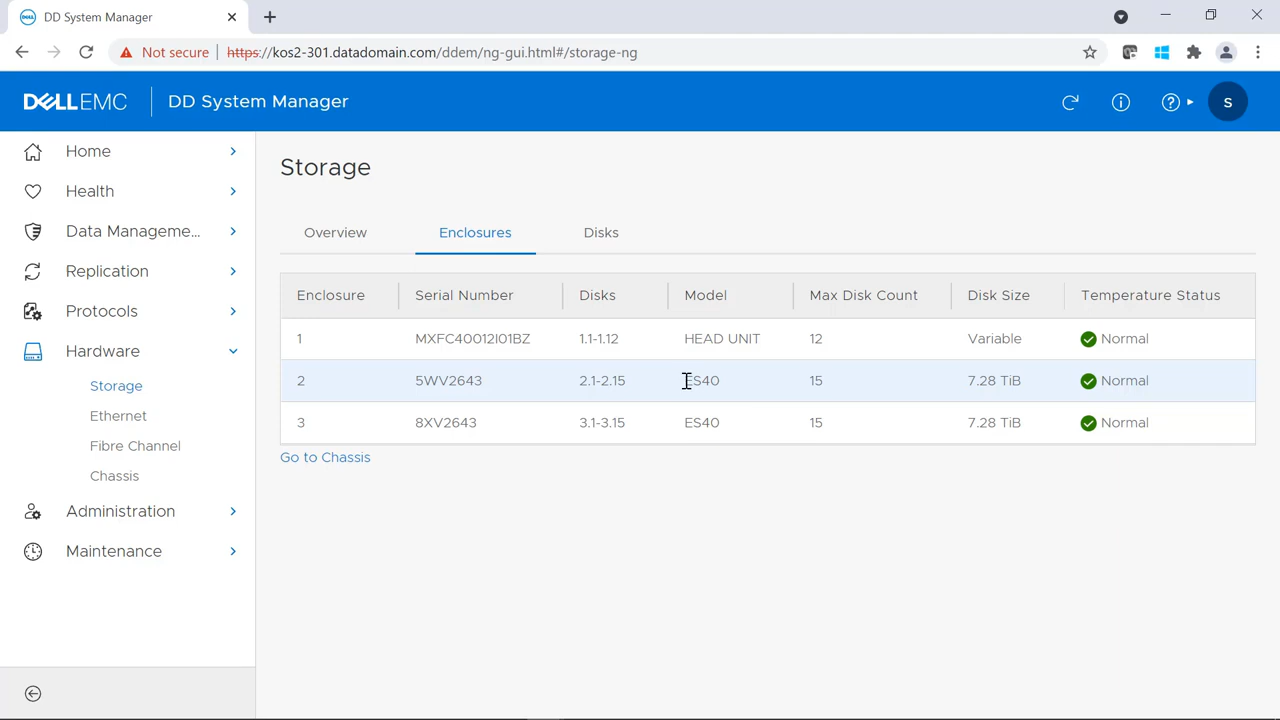 DD System Manager
Not secure https://kos2-301.datadomain.com/ddem/ng-gui.html#/storage-ng
DELLEMC DD System Manager
S
Home
Health
Data Manageme...
Replication
Protocols
Hardware
Storage
Ethernet
Fibre Channel
Chassis
Administration
Maintenance
Storage
Overview Enclosures Disks
Enclosure Serial Number Disks Model Max Disk Count Disk Size Temperature Status
1 MXFC40012I01BZ 1.1-1.12 HEAD UNIT 12 Variable Normal
2 5WV2643 2.1-2.15 ES40 15 7.28 TiB Normal
3 8XV2643 3.1-3.15 ES40 15 7.28 TiB Normal
Go to Chassis